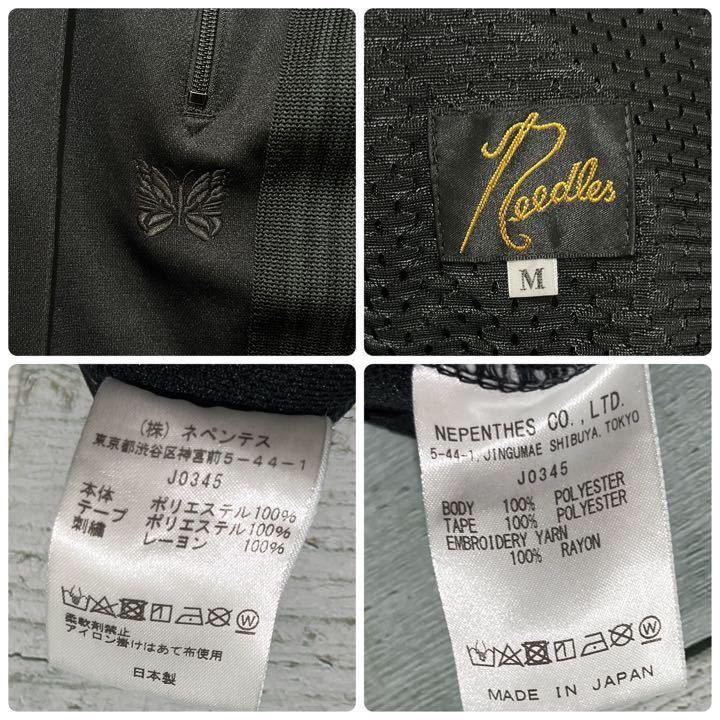 Needles
M
(株) ネペンテス
東京都渋谷区神宮前5-44-1
J0345
本体 ポリエステル100%
テープ ポリエステル100%
刺繍 レーヨン 100%
W
柔軟剤禁止
アイロン掛けはあて布使用
日本製
NEPENTHES CO., LTD.
5-44-1, JINGUMAE SHIBUYA, TOKYO
J0345
BODY 100% POLYESTER
TAPE 100% POLYESTER
EMBROIDERY YARN
100% RAYON
W
MADE IN JAPAN